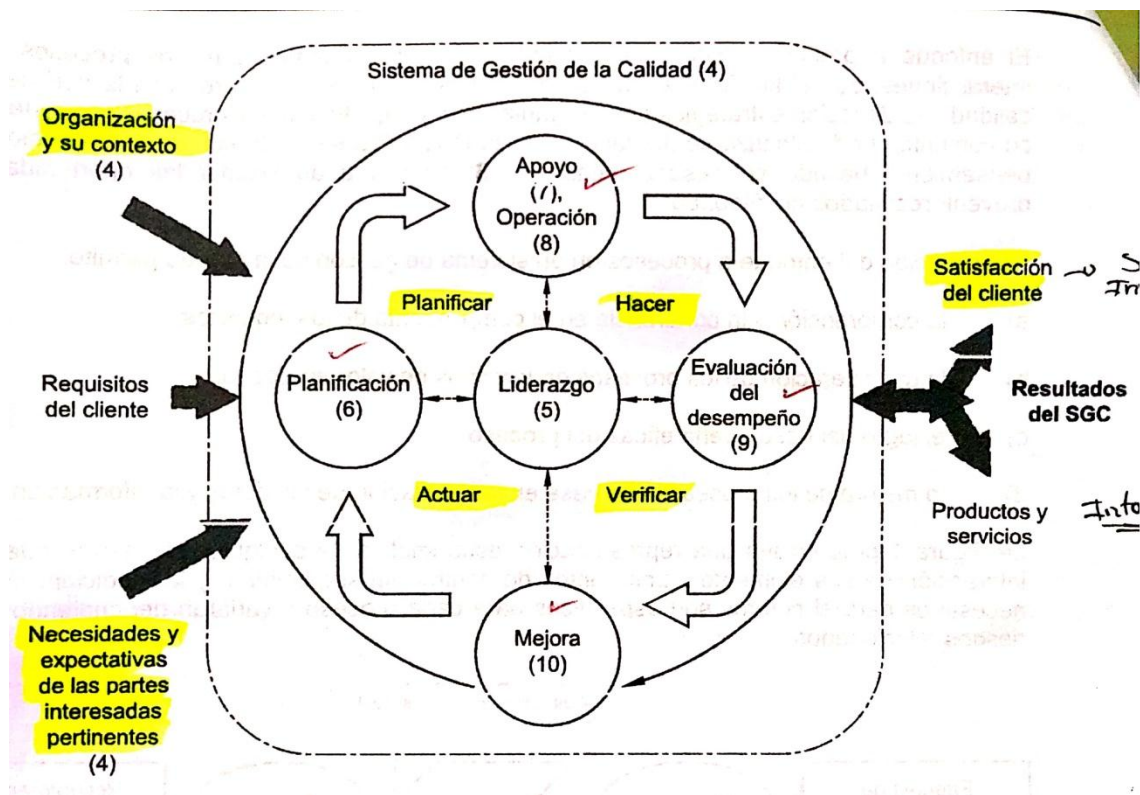 Sistema de Gestión de la Calidad (4)
Organización
y su contexto
(4)
Apoyo
(7),
Operación
(8)
Planificar
Hacer
Satisfacción
del cliente
Requisitos
del cliente
Planificación
(6)
Liderazgo
(5)
Evaluación
del
desempeño
(9)
Resultados
del SGC
Actuar
Verificar
Productos y
servicios
Necesidades y
expectativas
de las partes
interesadas
pertinentes
(4)
Mejora
(10)